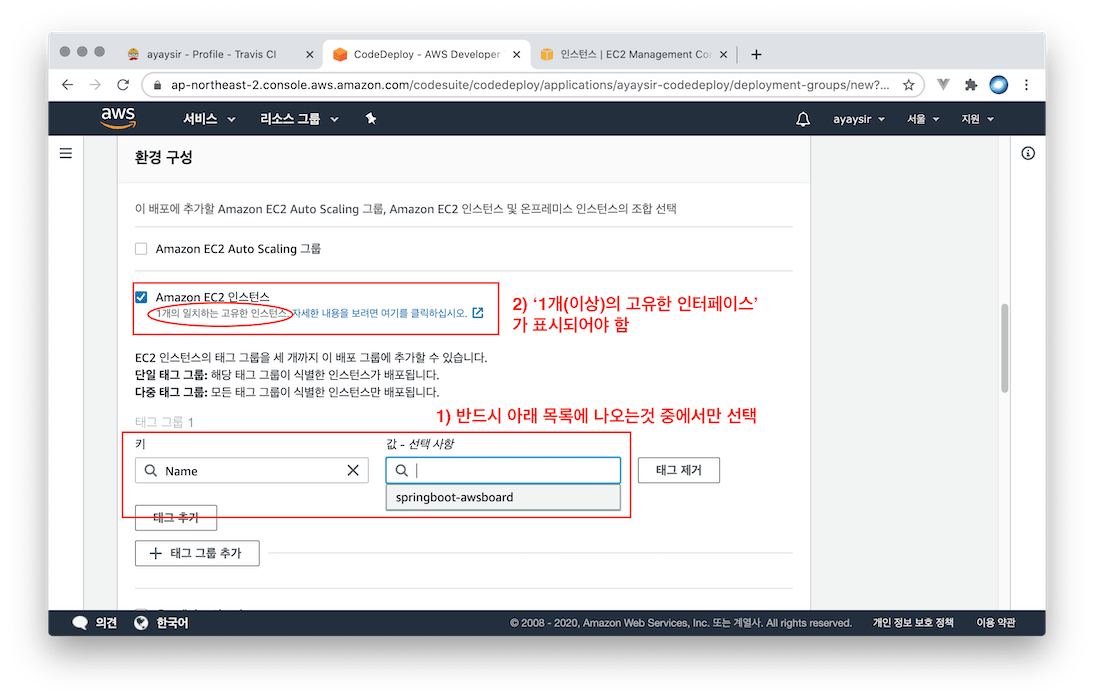 ayaysir - Profile - Travis CI
CodeDeploy - AWS Developer
인스턴스 | EC2 Management Co
ap-northeast-2.console.aws.amazon.com/codesuite/codedeploy/applications/ayaysir-codedeploy/deployment-groups/new?...
aws
서비스
리소스 그룹
ayaysir
서울
지원
환경 구성
이 배포에 추가할 Amazon EC2 Auto Scaling 그룹, Amazon EC2 인스턴스 및 온프레미스 인스턴스의 조합 선택
Amazon EC2 Auto Scaling 그룹
Amazon EC2 인스턴스
1개의 일치하는 고유한 인스턴스. 자세한 내용을 보려면 여기를 클릭하십시오.
2) ‘1개(이상)의 고유한 인터페이스’
가 표시되어야 함
EC2 인스턴스의 태그 그룹을 세 개까지 이 배포 그룹에 추가할 수 있습니다.
단일 태그 그룹: 해당 태그 그룹이 식별한 인스턴스가 배포됩니다.
다중 태그 그룹: 모든 태그 그룹이 식별한 인스턴스만 배포됩니다.
1) 반드시 아래 목록에 나오는것 중에서만 선택
태그 그룹 1
키
값 - 선택 사항
Name
태그 제거
springboot-awsboard
태그 추가
태그 그룹 추가
의견
한국어
© 2008 - 2020, Amazon Web Services, Inc. 또는 계열사. All rights reserved.
개인 정보 보호 정책
이용 약관